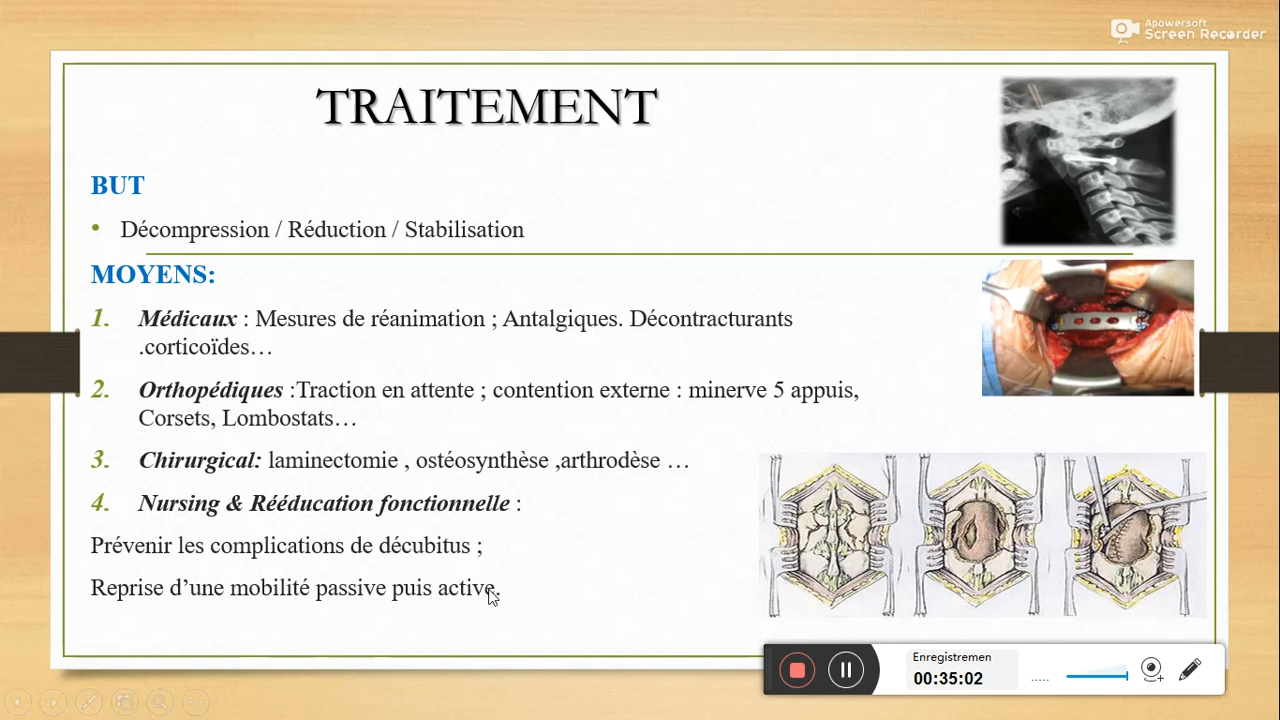 Apowersoft
Screen Recorder
TRAITEMENT
BUT
• Décompression / Réduction / Stabilisation
MOYENS:
1. Médicaux : Mesures de réanimation ; Antalgiques. Décontracturants
.corticoïdes…
2. Orthopédiques :Traction en attente ; contention externe : minerve 5 appuis,
Corsets, Lombostats…
3. Chirurgical: laminectomie , ostéosynthèse ,arthrodèse …
4. Nursing & Rééducation fonctionnelle :
Prévenir les complications de décubitus ;
Reprise d’une mobilité passive puis active.
Enregistremen
00:35:02